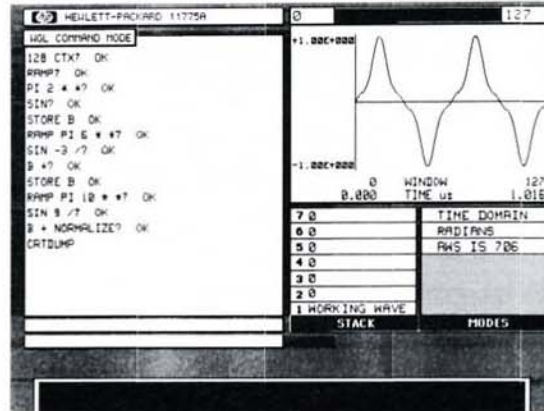 HEWLETT-PACKARD 11775A
WGL COMMAND MODE
128 CTX? OK
RAMP? OK
PI 2 * *? OK
SIN? OK
STORE B OK
RAMP PI 6 * *? OK
SIN -3 /? OK
B +? OK
STORE B OK
RAMP PI 10 * *? OK
SIN 9 /? OK
B + NORMALIZE? OK
CRTDUMP
0 127
+1.00E+000
-1.00E+000
0 WINDOW 127
0.000 TIME us 1.016
7 0
6 0
5 0
4 0
3 0
2 0
1 WORKING WAVE
STACK
TIME DOMAIN
RADIANS
AWS IS 706
MODES